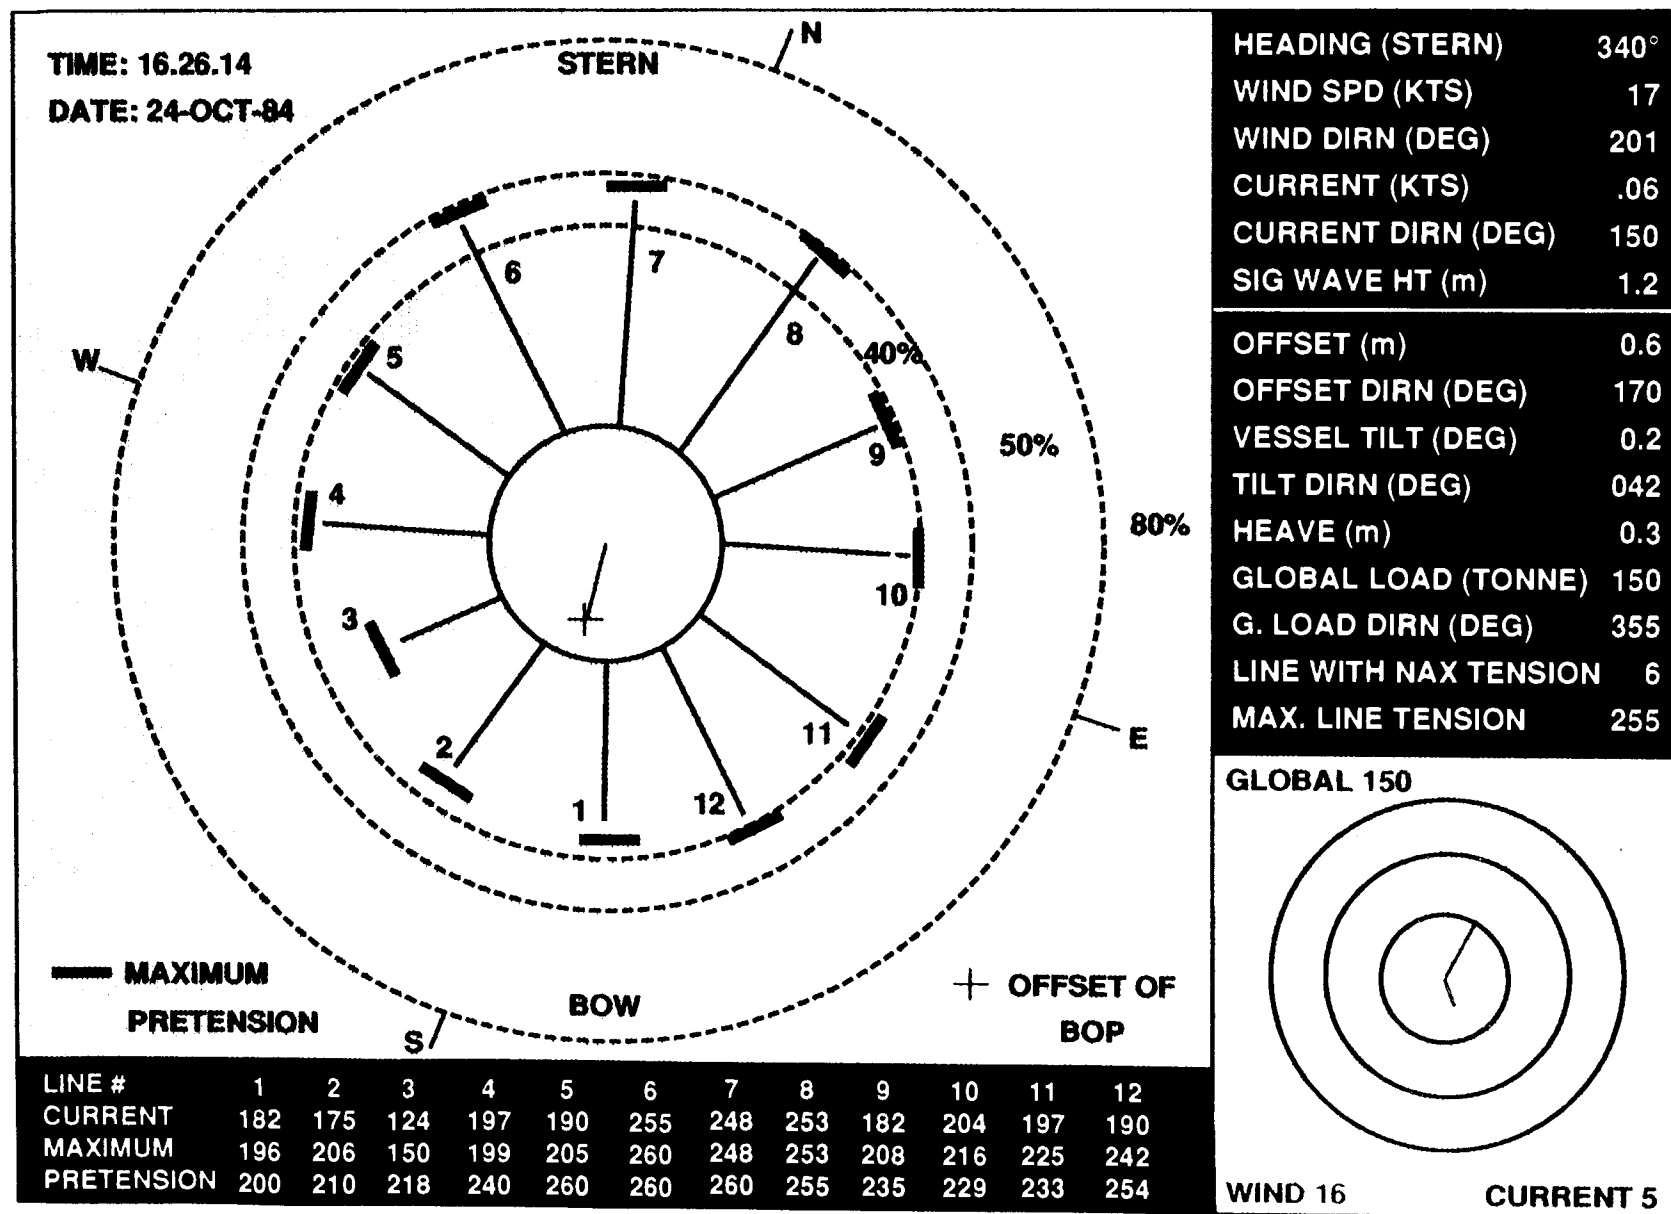 TIME: 16.26.14
DATE: 24-OCT-84
STERN
N
W
E
S
BOW
40%
50%
80%
1
2
3
4
5
6
7
8
9
10
11
12
MAXIMUM
PRETENSION
OFFSET OF
BOP
HEADING (STERN) 340°
WIND SPD (KTS) 17
WIND DIRN (DEG) 201
CURRENT (KTS) .06
CURRENT DIRN (DEG) 150
SIG WAVE HT (m) 1.2
OFFSET (m) 0.6
OFFSET DIRN (DEG) 170
VESSEL TILT (DEG) 0.2
TILT DIRN (DEG) 042
HEAVE (m) 0.3
GLOBAL LOAD (TONNE) 150
G. LOAD DIRN (DEG) 355
LINE WITH NAX TENSION 6
MAX. LINE TENSION 255
GLOBAL 150
WIND 16 CURRENT 5
LINE # 1 2 3 4 5 6 7 8 9 10 11 12
CURRENT 182 175 124 197 190 255 248 253 182 204 197 190
MAXIMUM 196 206 150 199 205 260 248 253 208 216 225 242
PRETENSION 200 210 218 240 260 260 260 255 235 229 233 254